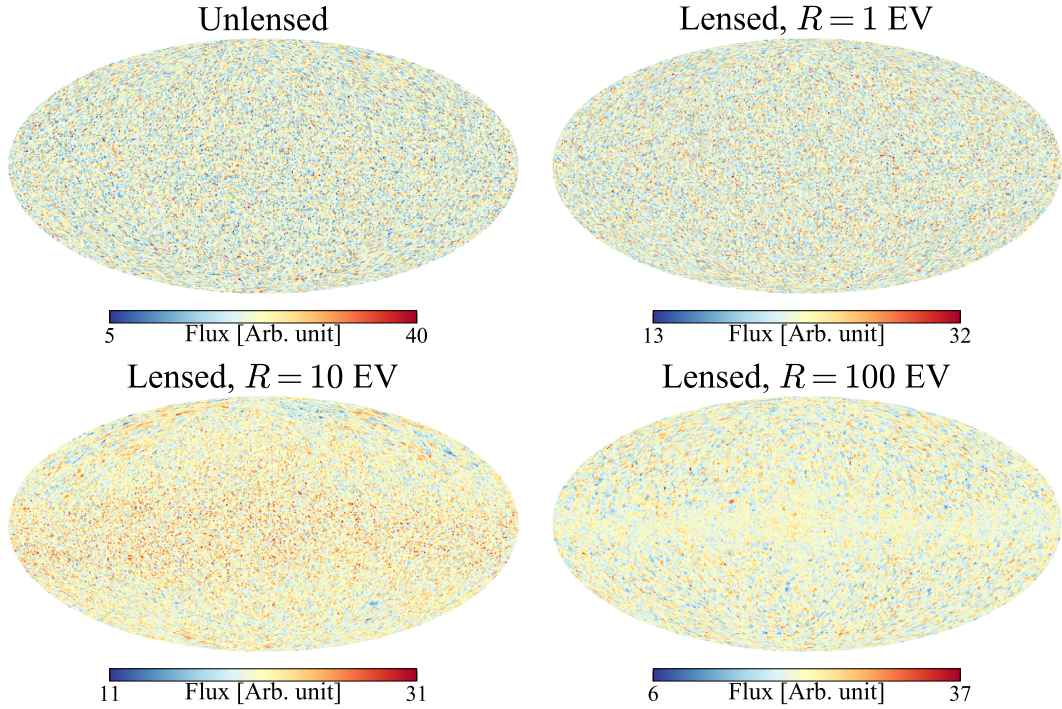 Unlensed
Lensed, R = 1 EV
5 Flux [Arb. unit] 40
13 Flux [Arb. unit] 32
Lensed, R = 10 EV
Lensed, R = 100 EV
11 Flux [Arb. unit] 31
6 Flux [Arb. unit] 37